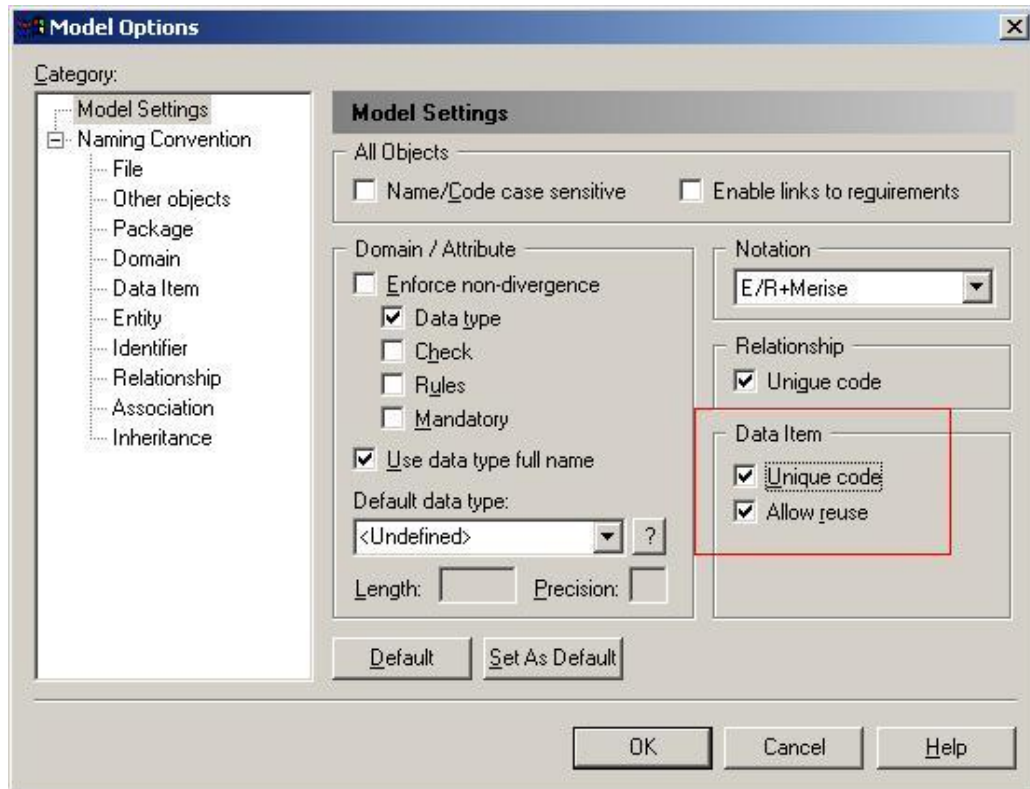 Model Options
Category:
Model Settings
Naming Convention
File
Other objects
Package
Domain
Data Item
Entity
Identifier
Relationship
Association
Inheritance
Model Settings
All Objects
Name/Code case sensitive
Enable links to requirements
Domain / Attribute
Enforce non-divergence
Data type
Check
Rules
Mandatory
Use data type full name
Default data type:
<Undefined>
?
Length:
Precision:
Notation
E/R+Merise
Relationship
Unique code
Data Item
Unique code
Allow reuse
Default
Set As Default
OK
Cancel
Help